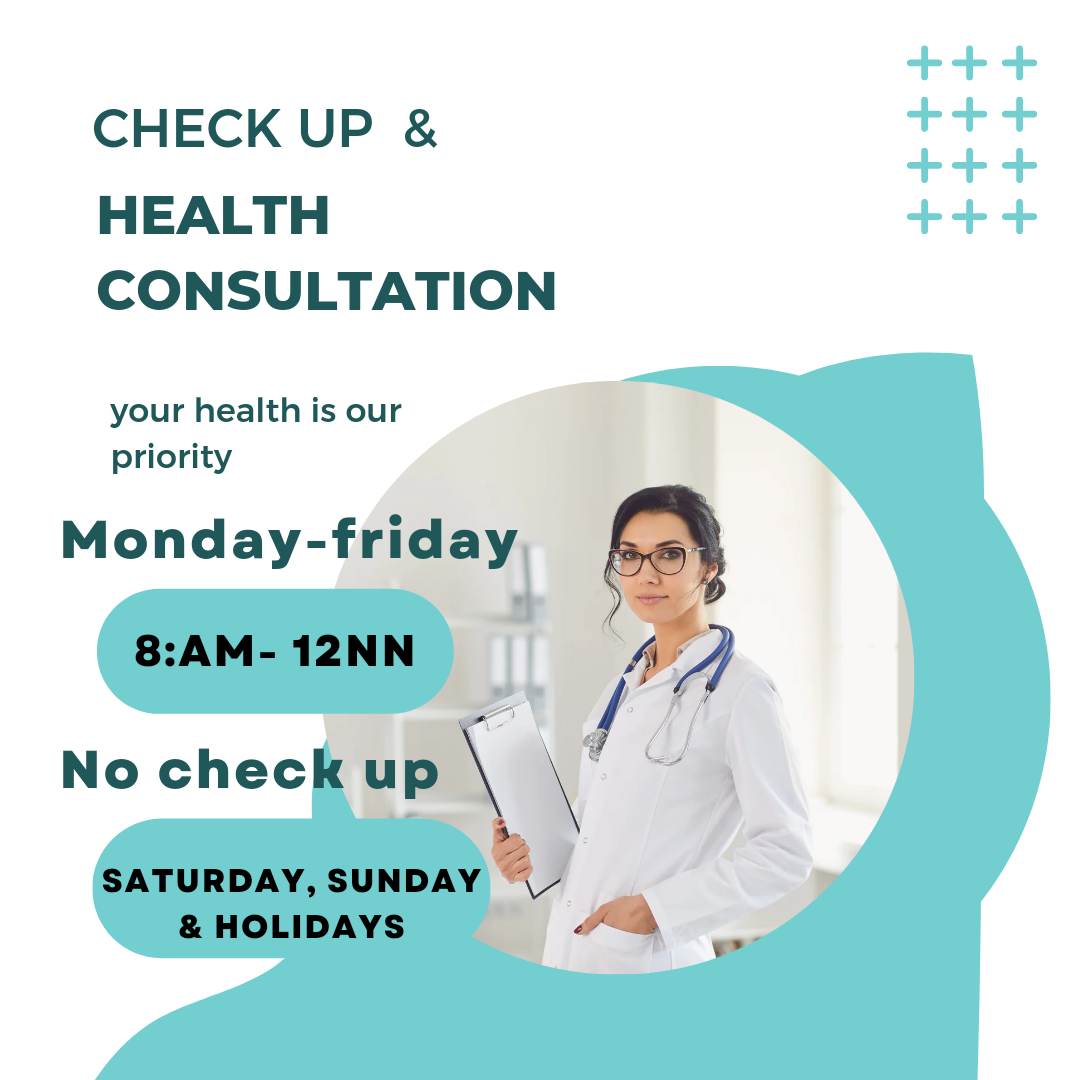 CHECK UP &
HEALTH
CONSULTATION
your health is our
priority
Monday-friday
8:AM- 12NN
No check up
SATURDAY, SUNDAY
& HOLIDAYS